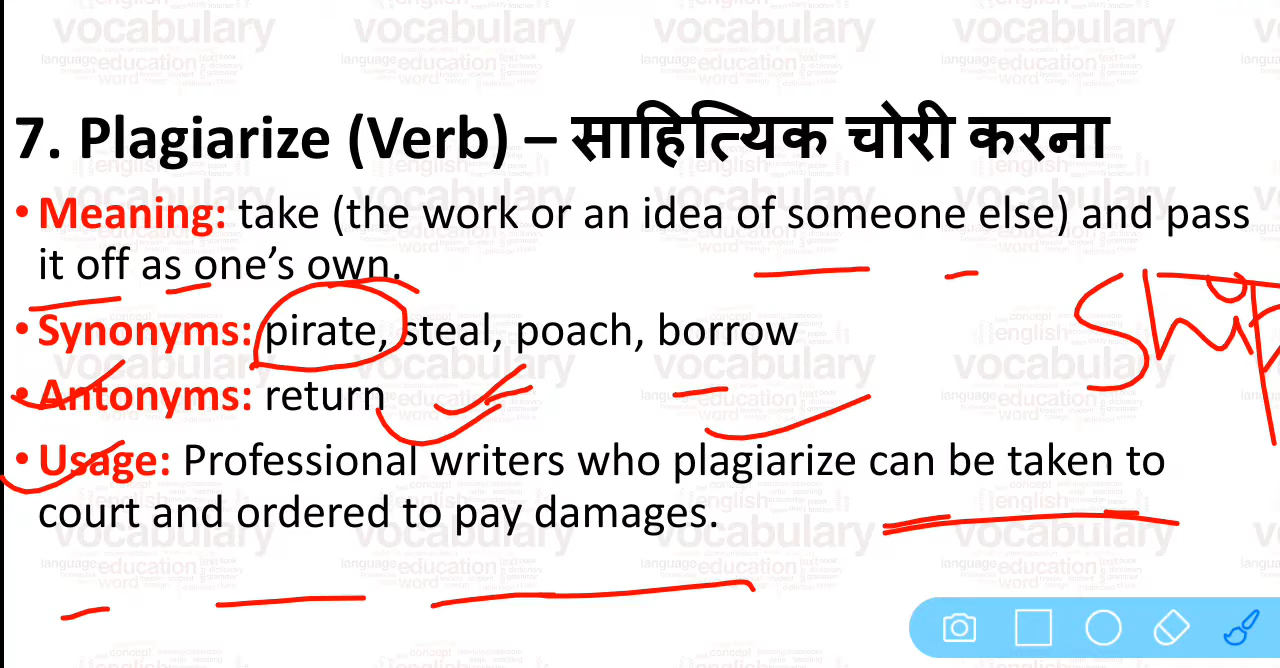 7. Plagiarize (Verb) – साहित्यिक चोरी करना
• Meaning: take (the work or an idea of someone else) and pass
it off as one's own.
• Synonyms: pirate, steal, poach, borrow
• Antonyms: return
• Usage: Professional writers who plagiarize can be taken to
court and ordered to pay damages.